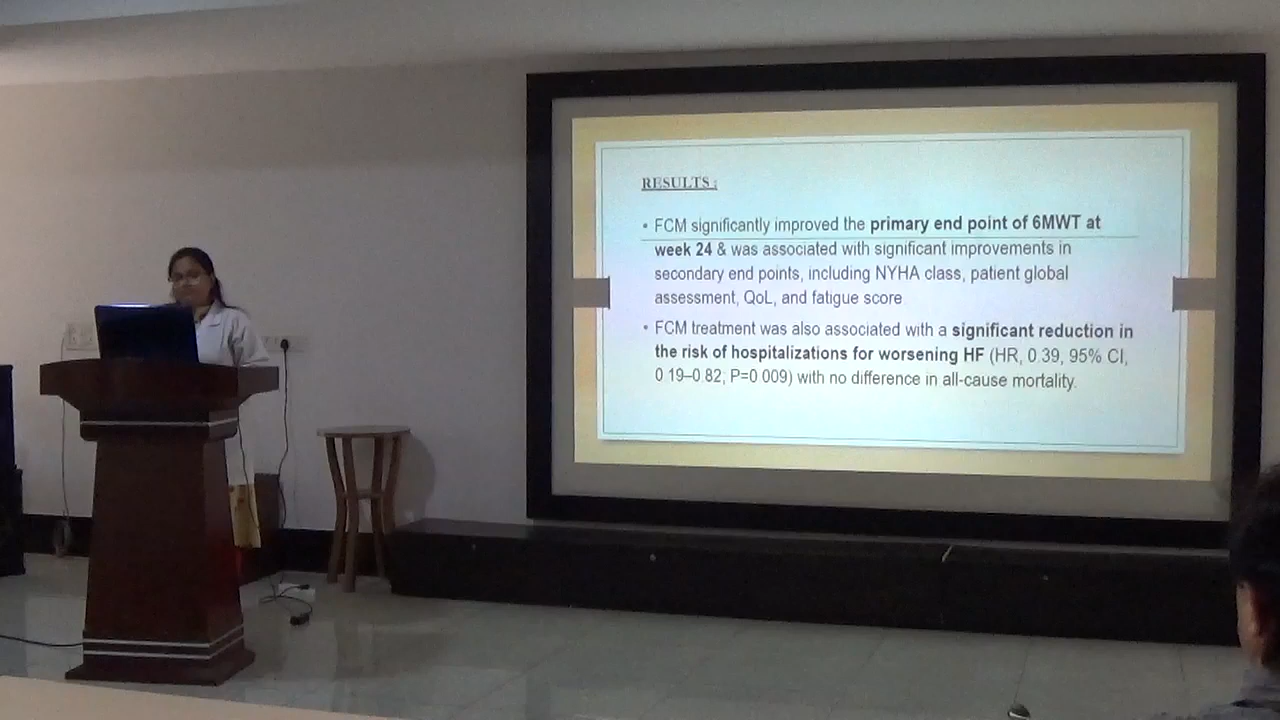 RESULTS :
• FCM significantly improved the primary end point of 6MWT at
week 24 & was associated with significant improvements in
secondary end points, including NYHA class, patient global
assessment, QoL, and fatigue score
• FCM treatment was also associated with a significant reduction in
the risk of hospitalizations for worsening HF (HR, 0.39, 95% CI,
0.19–0.82; P=0.009) with no difference in all-cause mortality.